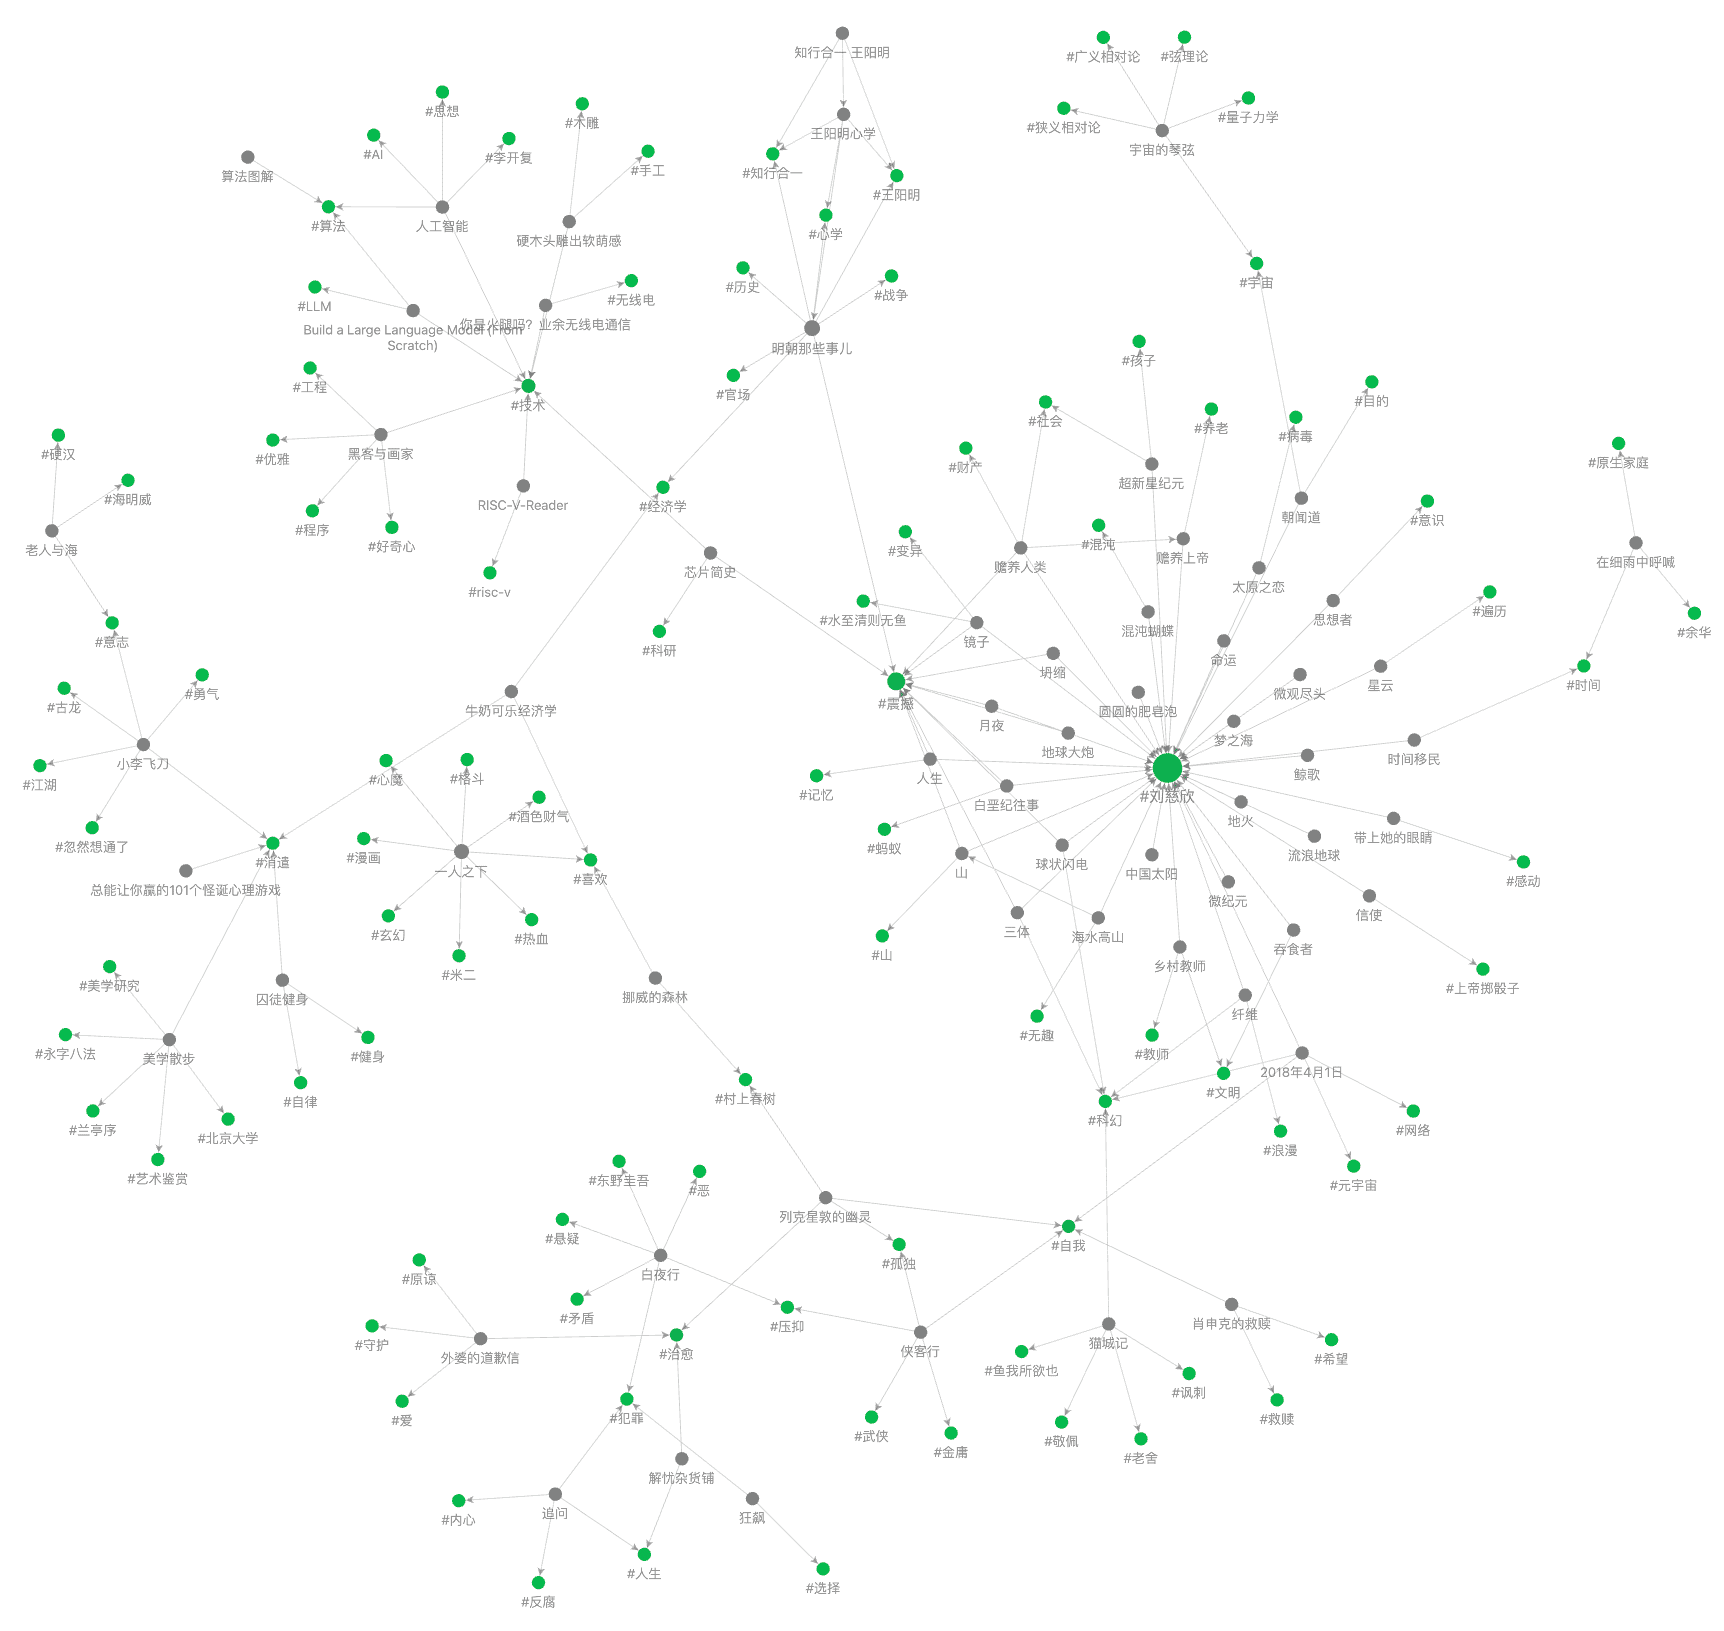 知行合一 王阳明
#广义相对论
#弦理论
#思想
#木雕
#量子力学
#狭义相对论
王阳明心学
#AI
#李开复
宇宙的琴弦
#手工
#知行合一
算法图解
#王阳明
#算法
人工智能
#心学
硬木头雕出软萌感
#宇宙
#历史
#战争
#LLM
#无线电
你是火腿吗？业余无线电通信
Build a Large Language Model (From
Scratch)
明朝那些事儿
#孩子
#工程
#官场
#目的
#技术
#社会
#养老
#病毒
#硬汉
#优雅
黑客与画家
#财产
#原生家庭
超新星纪元
#海明威
RISC-V-Reader
#经济学
朝闻道
#意识
#程序
#好奇心
#变异
#混沌
老人与海
赡养上帝
在细雨中呼喊
芯片简史
赡养人类
太原之恋
#risc-v
#遍历
#水至清则无鱼
思想者
混沌蝴蝶
#余华
#意志
镜子
#科研
命运
坍缩
#时间
#勇气
微观尽头
星云
#震撼
#古龙
牛奶可乐经济学
圆圆的肥皂泡
月夜
梦之海
地球大炮
时间移民
小李飞刀
鲸歌
#心魔
#格斗
人生
#江湖
#记忆
#刘慈欣
白垩纪往事
#酒色财气
地火
带上她的眼睛
#忽然想通了
#蚂蚁
流浪地球
#漫画
#消遣
球状闪电
一人之下
山
中国太阳
#喜欢
#感动
总能让你赢的101个怪诞心理游戏
微纪元
信使
三体
#玄幻
海水高山
#热血
吞食者
#山
乡村教师
#米二
#美学研究
#上帝掷骰子
挪威的森林
囚徒健身
纤维
#无趣
#永字八法
#教师
#健身
美学散步
2018年4月1日
#文明
#村上春树
#自律
#科幻
#兰亭序
#网络
#北京大学
#浪漫
#艺术鉴赏
#东野圭吾
#元宇宙
#恶
列克星敦的幽灵
#悬疑
#自我
#孤独
白夜行
#原谅
#矛盾
肖申克的救赎
#压抑
#守护
猫城记
侠客行
#治愈
外婆的道歉信
#希望
#鱼我所欲也
#讽刺
#犯罪
#爱
#救赎
#武侠
#敬佩
#金庸
#老舍
解忧杂货铺
追问
狂飙
#内心
#人生
#选择
#反腐